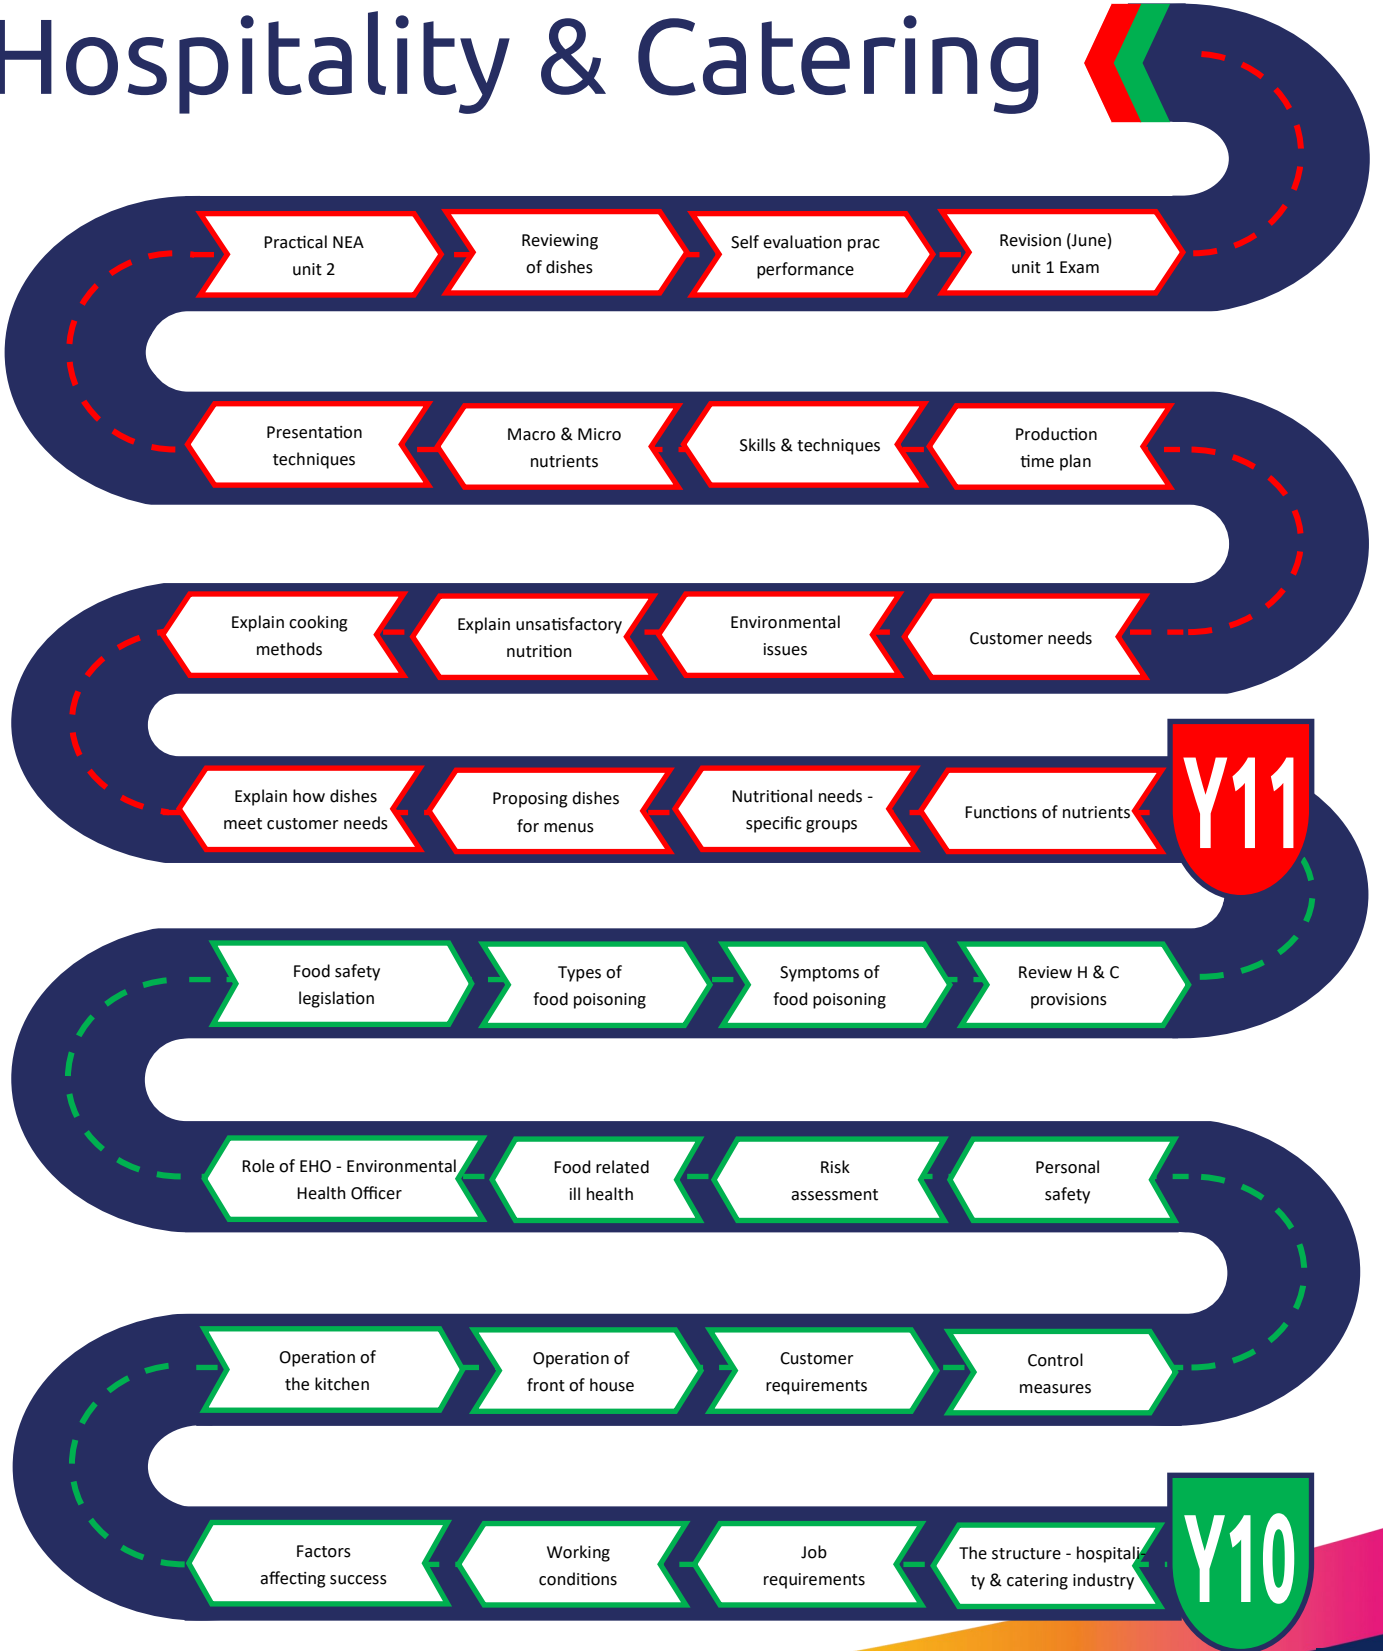 Hospitality & Catering
Practical NEA
unit 2
Reviewing
of dishes
Self evaluation prac
performance
Revision (June)
unit 1 Exam
Presentation
techniques
Macro & Micro
nutrients
Skills & techniques
Production
time plan
Explain cooking
methods
Explain unsatisfactory
nutrition
Environmental
issues
Customer needs
Y11
Explain how dishes
meet customer needs
Proposing dishes
for menus
Nutritional needs -
specific groups
Functions of nutrients
Food safety
legislation
Types of
food poisoning
Symptoms of
food poisoning
Review H & C
provisions
Role of EHO - Environmental
Health Officer
Food related
ill health
Risk
assessment
Personal
safety
Operation of
the kitchen
Operation of
front of house
Customer
requirements
Control
measures
Factors
affecting success
Working
conditions
Job
requirements
The structure - hospitali-
ty & catering industry
Y10